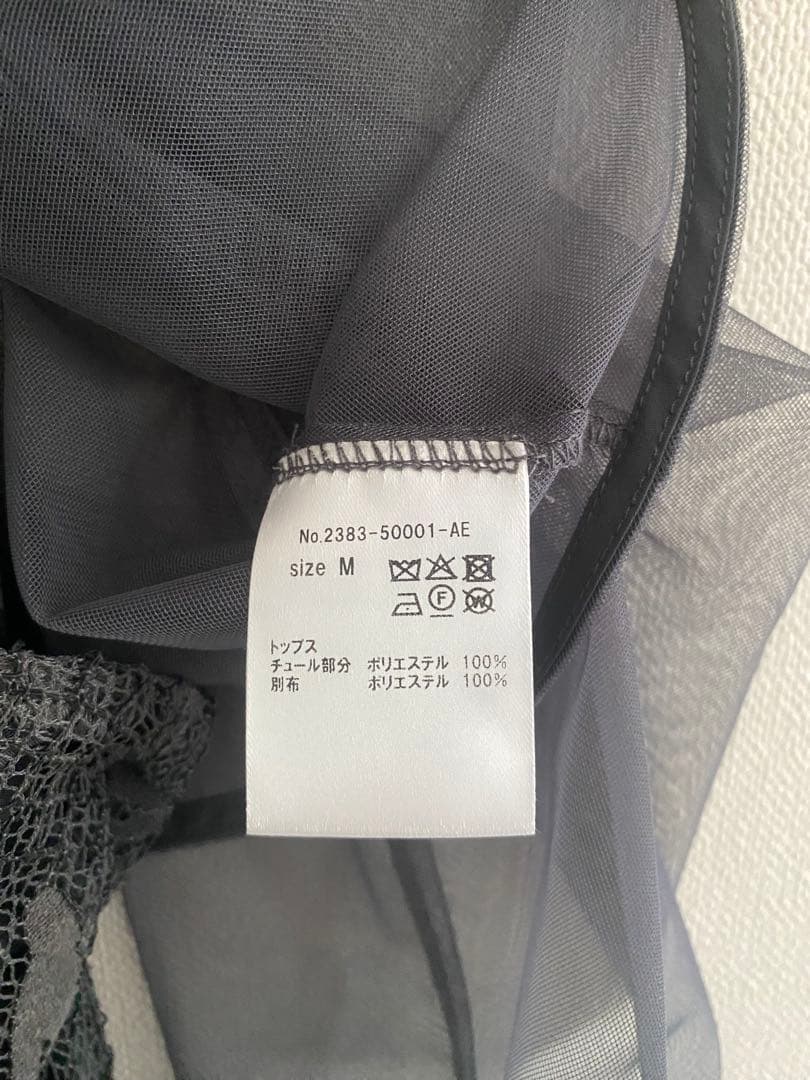 No.2383-50001-AE
size M
F
W
トップス
チュール部分 ポリエステル 100%
別布 ポリエステル 100%